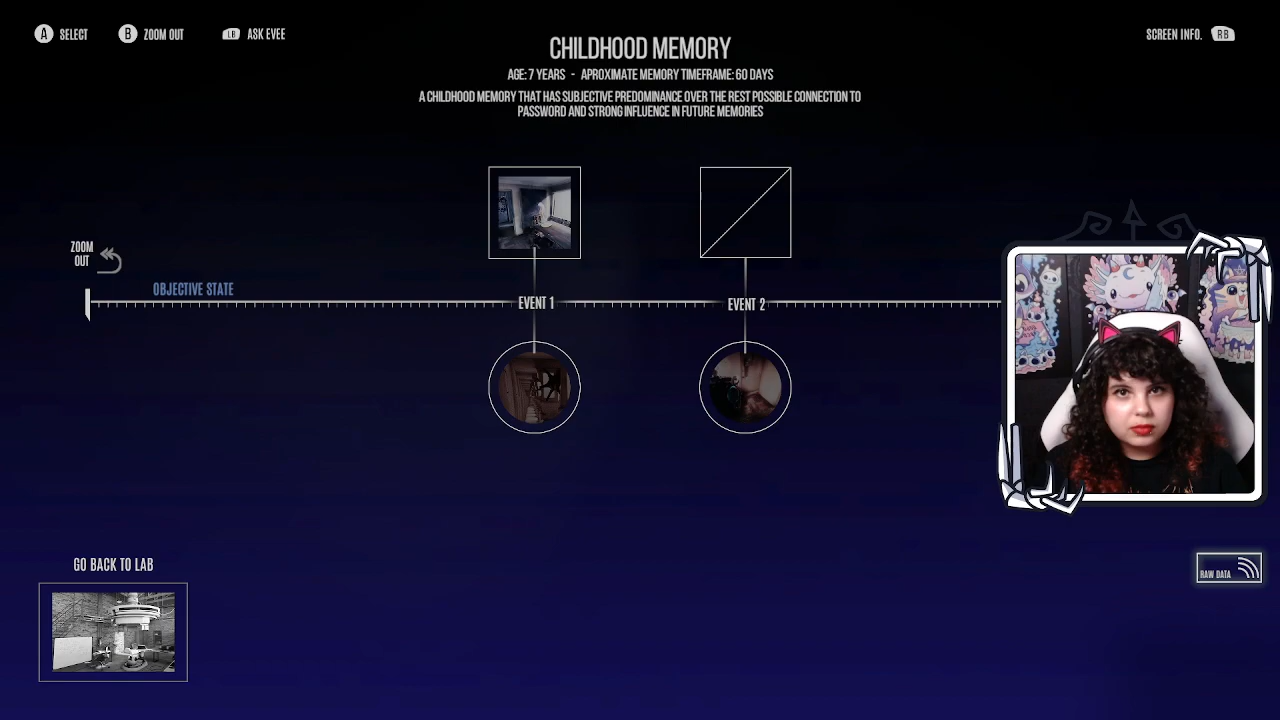 A SELECT
B ZOOM OUT
LB ASK EVEE
SCREEN INFO. RB
CHILDHOOD MEMORY
AGE: 7 YEARS - APROXIMATE MEMORY TIMEFRAME: 60 DAYS
A CHILDHOOD MEMORY THAT HAS SUBJECTIVE PREDOMINANCE OVER THE REST POSSIBLE CONNECTION TO
PASSWORD AND STRONG INFLUENCE IN FUTURE MEMORIES
ZOOM
OUT
OBJECTIVE STATE
EVENT 1
EVENT 2
GO BACK TO LAB
RAW DATA